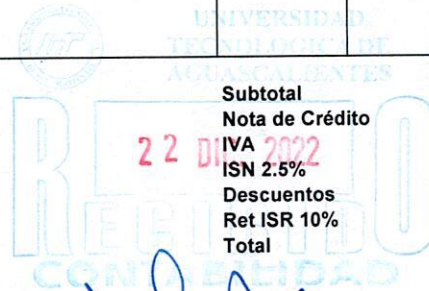 UNIVERSIDAD
TECNOLOGICA DE
AGUASCALIENTES
Subtotal
Nota de Crédito
IVA
22 DIC. 2022
ISN 2.5%
Descuentos
Ret ISR 10%
Total
CONTABILIDAD